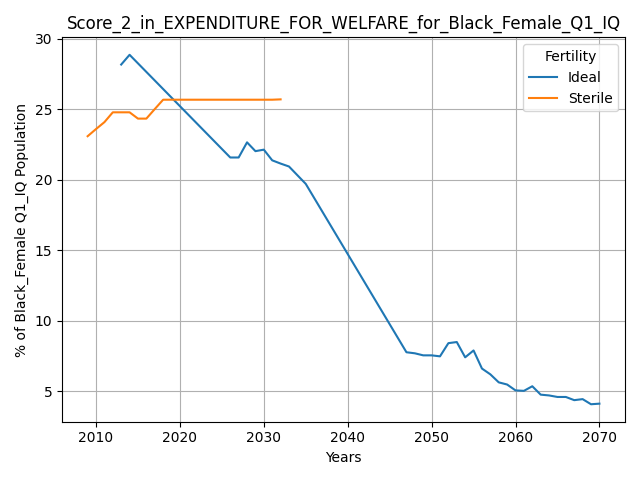 Score_2_in_EXPENDITURE_FOR_WELFARE_for_Black_Female_Q1_IQ
Fertility
Ideal
Sterile
% of Black_Female Q1_IQ Population
30
25
20
15
10
5
2010 2020 2030 2040 2050 2060 2070
Years